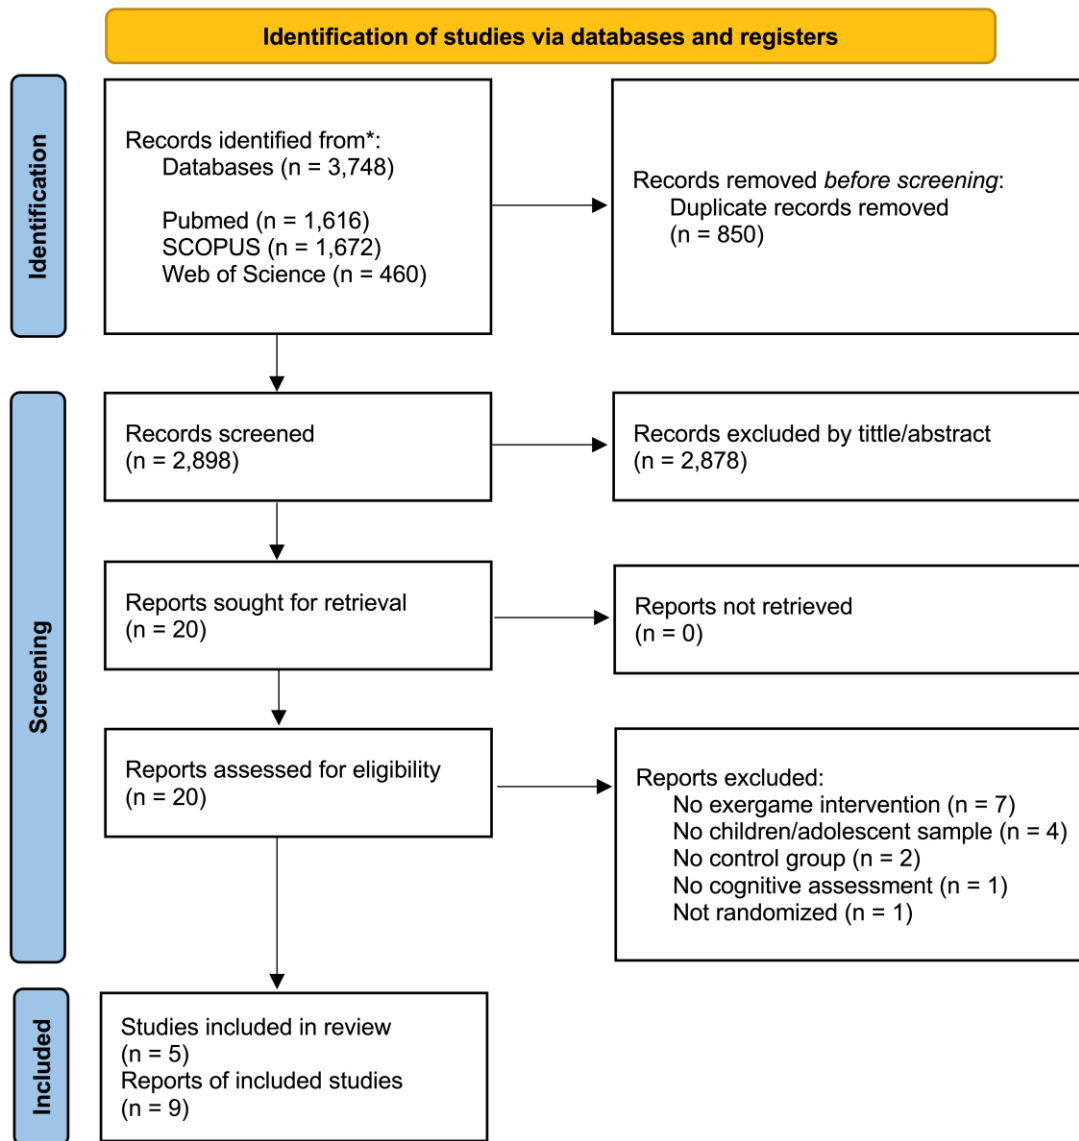 Identification of studies via databases and registers
Identification
Records identified from*:
Databases (n = 3,748)
Pubmed (n = 1,616)
SCOPUS (n = 1,672)
Web of Science (n = 460)
Records removed before screening:
Duplicate records removed
(n = 850)
Screening
Records screened
(n = 2,898)
Records excluded by tittle/abstract
(n = 2,878)
Reports sought for retrieval
(n = 20)
Reports not retrieved
(n = 0)
Reports assessed for eligibility
(n = 20)
Reports excluded:
No exergame intervention (n = 7)
No children/adolescent sample (n = 4)
No control group (n = 2)
No cognitive assessment (n = 1)
Not randomized (n = 1)
Included
Studies included in review
(n = 5)
Reports of included studies
(n = 9)